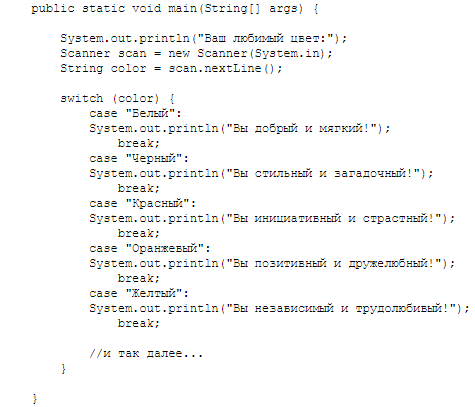 public static void main(String[] args) {
System.out.println("Ваш любимый цвет:");
Scanner scan = new Scanner(System.in);
String color = scan.nextLine();
switch (color) {
case "Белый":
System.out.println("Вы добрый и мягкий!");
break;
case "Черный":
System.out.println("Вы стильный и загадочный!");
break;
case "Красный":
System.out.println("Вы инициативный и страстный!");
break;
case "Оранжевый":
System.out.println("Вы позитивный и дружелюбный!");
break;
case "Желтый":
System.out.println("Вы независимый и трудолюбивый!");
break;
//и так далее...
}
}